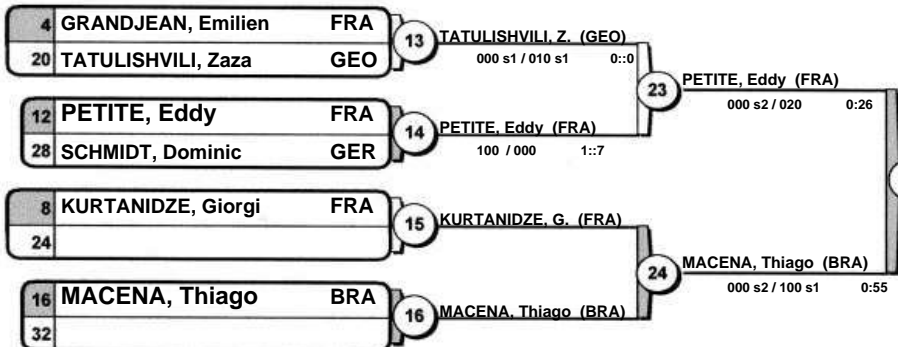 4 GRANDJEAN, Emilien FRA
20 TATULISHVILI, Zaza GEO
13
TATULISHVILI, Z. (GEO)
000 s1 / 010 s1 0::0
12 PETITE, Eddy FRA
28 SCHMIDT, Dominic GER
14
PETITE, Eddy (FRA)
100 / 000 1::7
23
PETITE, Eddy (FRA)
000 s2 / 020 0:26
8 KURTANIDZE, Giorgi FRA
24
15
KURTANIDZE, G. (FRA)
16 MACENA, Thiago BRA
32
16
MACENA, Thiago (BRA)
24
MACENA, Thiago (BRA)
000 s2 / 100 s1 0:55